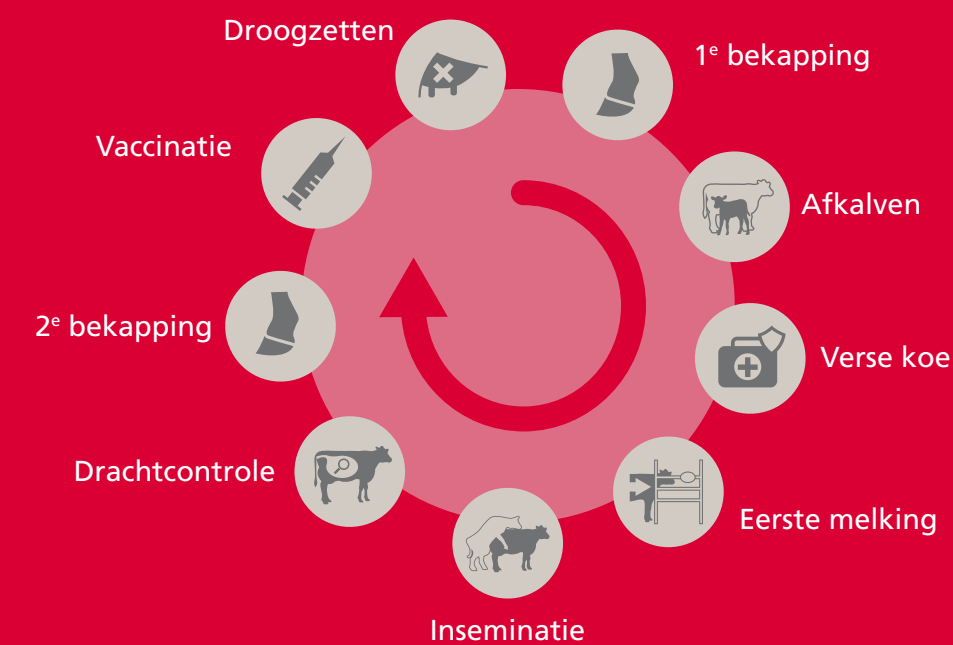 Droogzetten
1ᵉ bekapping
Vaccinatie
Afkalven
2ᵉ bekapping
Verse koe
Drachtcontrole
Eerste melking
Inseminatie